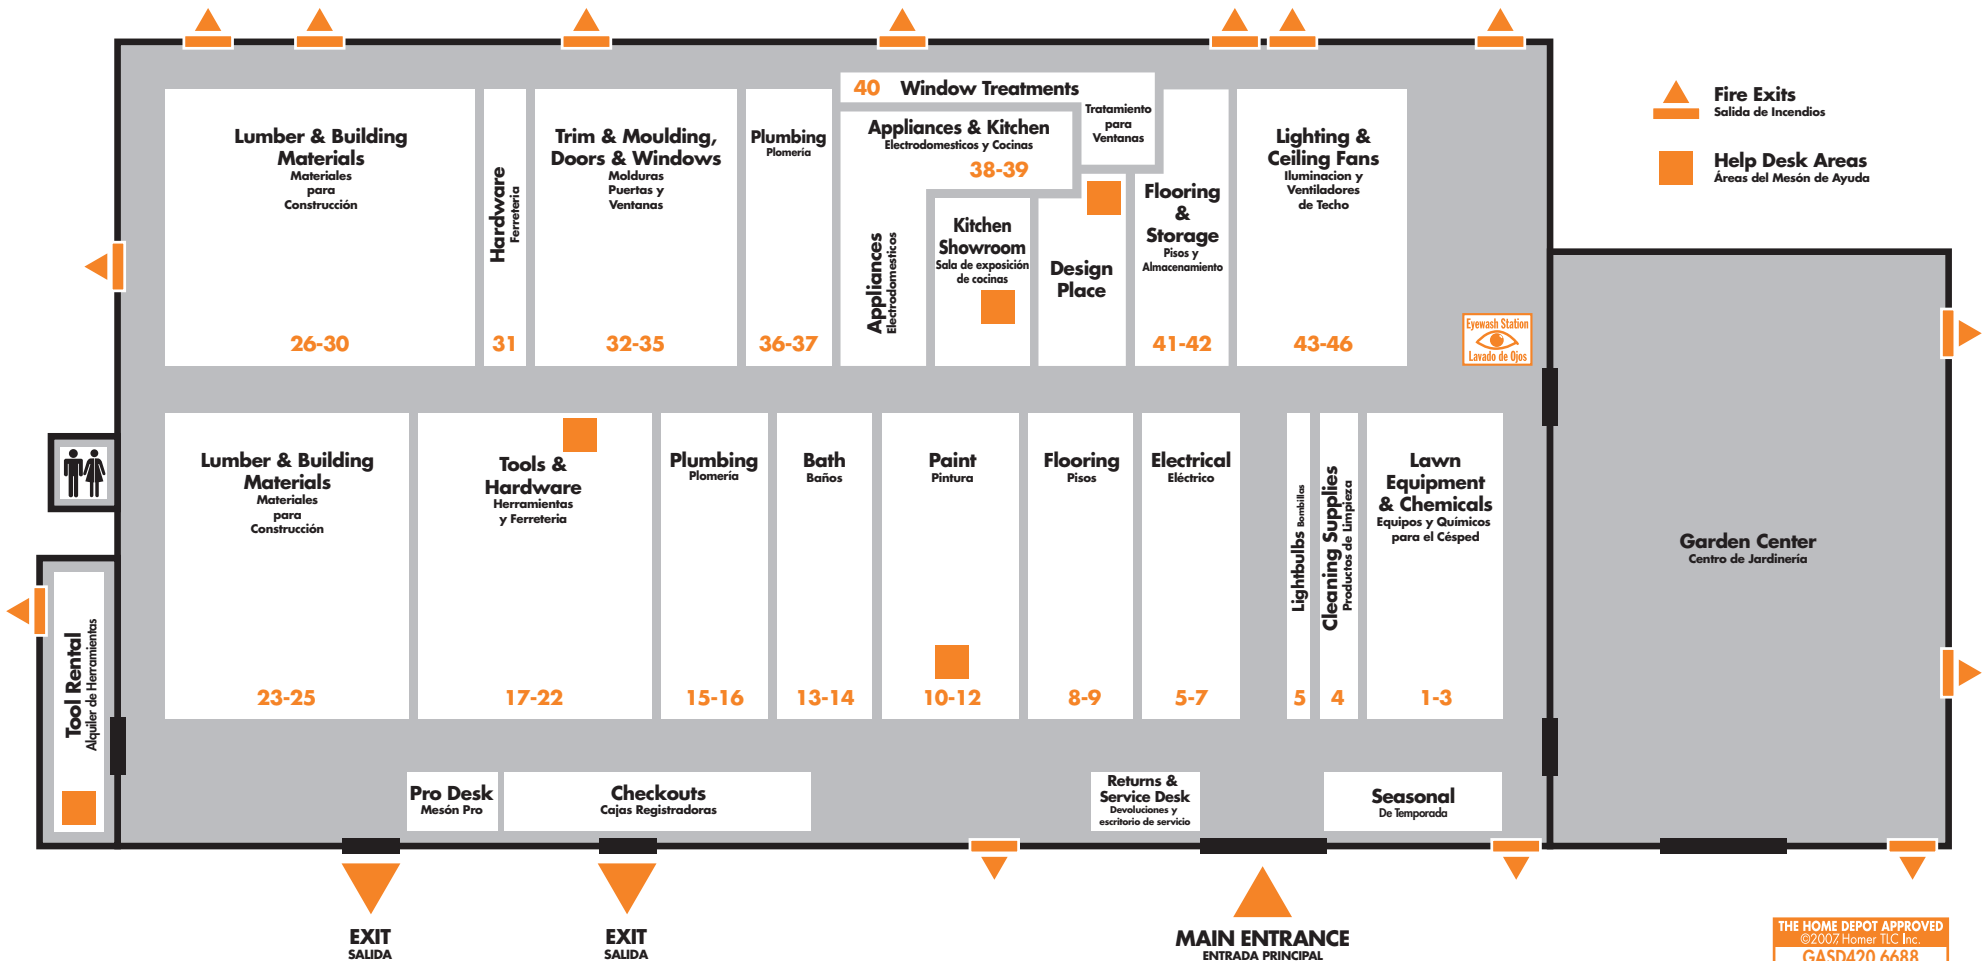 40 Window Treatments
Tratamiento
para
Ventanas
Fire Exits
Salida de Incendios
Help Desk Areas
Áreas del Mesón de Ayuda
Lumber & Building
Materials
Materiales
para
Construcción
26-30
Hardware
Ferreteria
31
Trim & Moulding,
Doors & Windows
Molduras
Puertas y
Ventanas
32-35
Plumbing
Plomería
36-37
Appliances & Kitchen
Electrodomesticos y Cocinas
38-39
Appliances
Electrodomesticos
Kitchen
Showroom
Sala de exposición
de cocinas
Design
Place
Flooring
&
Storage
Pisos y
Almacenamiento
41-42
Lighting &
Ceiling Fans
Iluminacion y
Ventiladores
de Techo
43-46
Eyewash Station
Lavado de Ojos
Lumber & Building
Materials
Materiales
para
Construcción
23-25
Tools &
Hardware
Herramientas
y Ferreteria
17-22
Plumbing
Plomería
15-16
Bath
Baños
13-14
Paint
Pintura
10-12
Flooring
Pisos
8-9
Electrical
Eléctrico
5-7
Lightbulbs Bombillas
5
Cleaning Supplies
Productos de Limpieza
4
Lawn
Equipment
& Chemicals
Equipos y Químicos
para el Césped
1-3
Garden Center
Centro de Jardinería
Tool Rental
Alquiler de Herramientas
Pro Desk
Mesón Pro
Checkouts
Cajas Registradoras
Returns &
Service Desk
Devoluciones y
escritorio de servicio
Seasonal
De Temporada
EXIT
SALIDA
EXIT
SALIDA
MAIN ENTRANCE
ENTRADA PRINCIPAL
THE HOME DEPOT APPROVED
©2007 Homer TLC Inc.
GASD420 6688